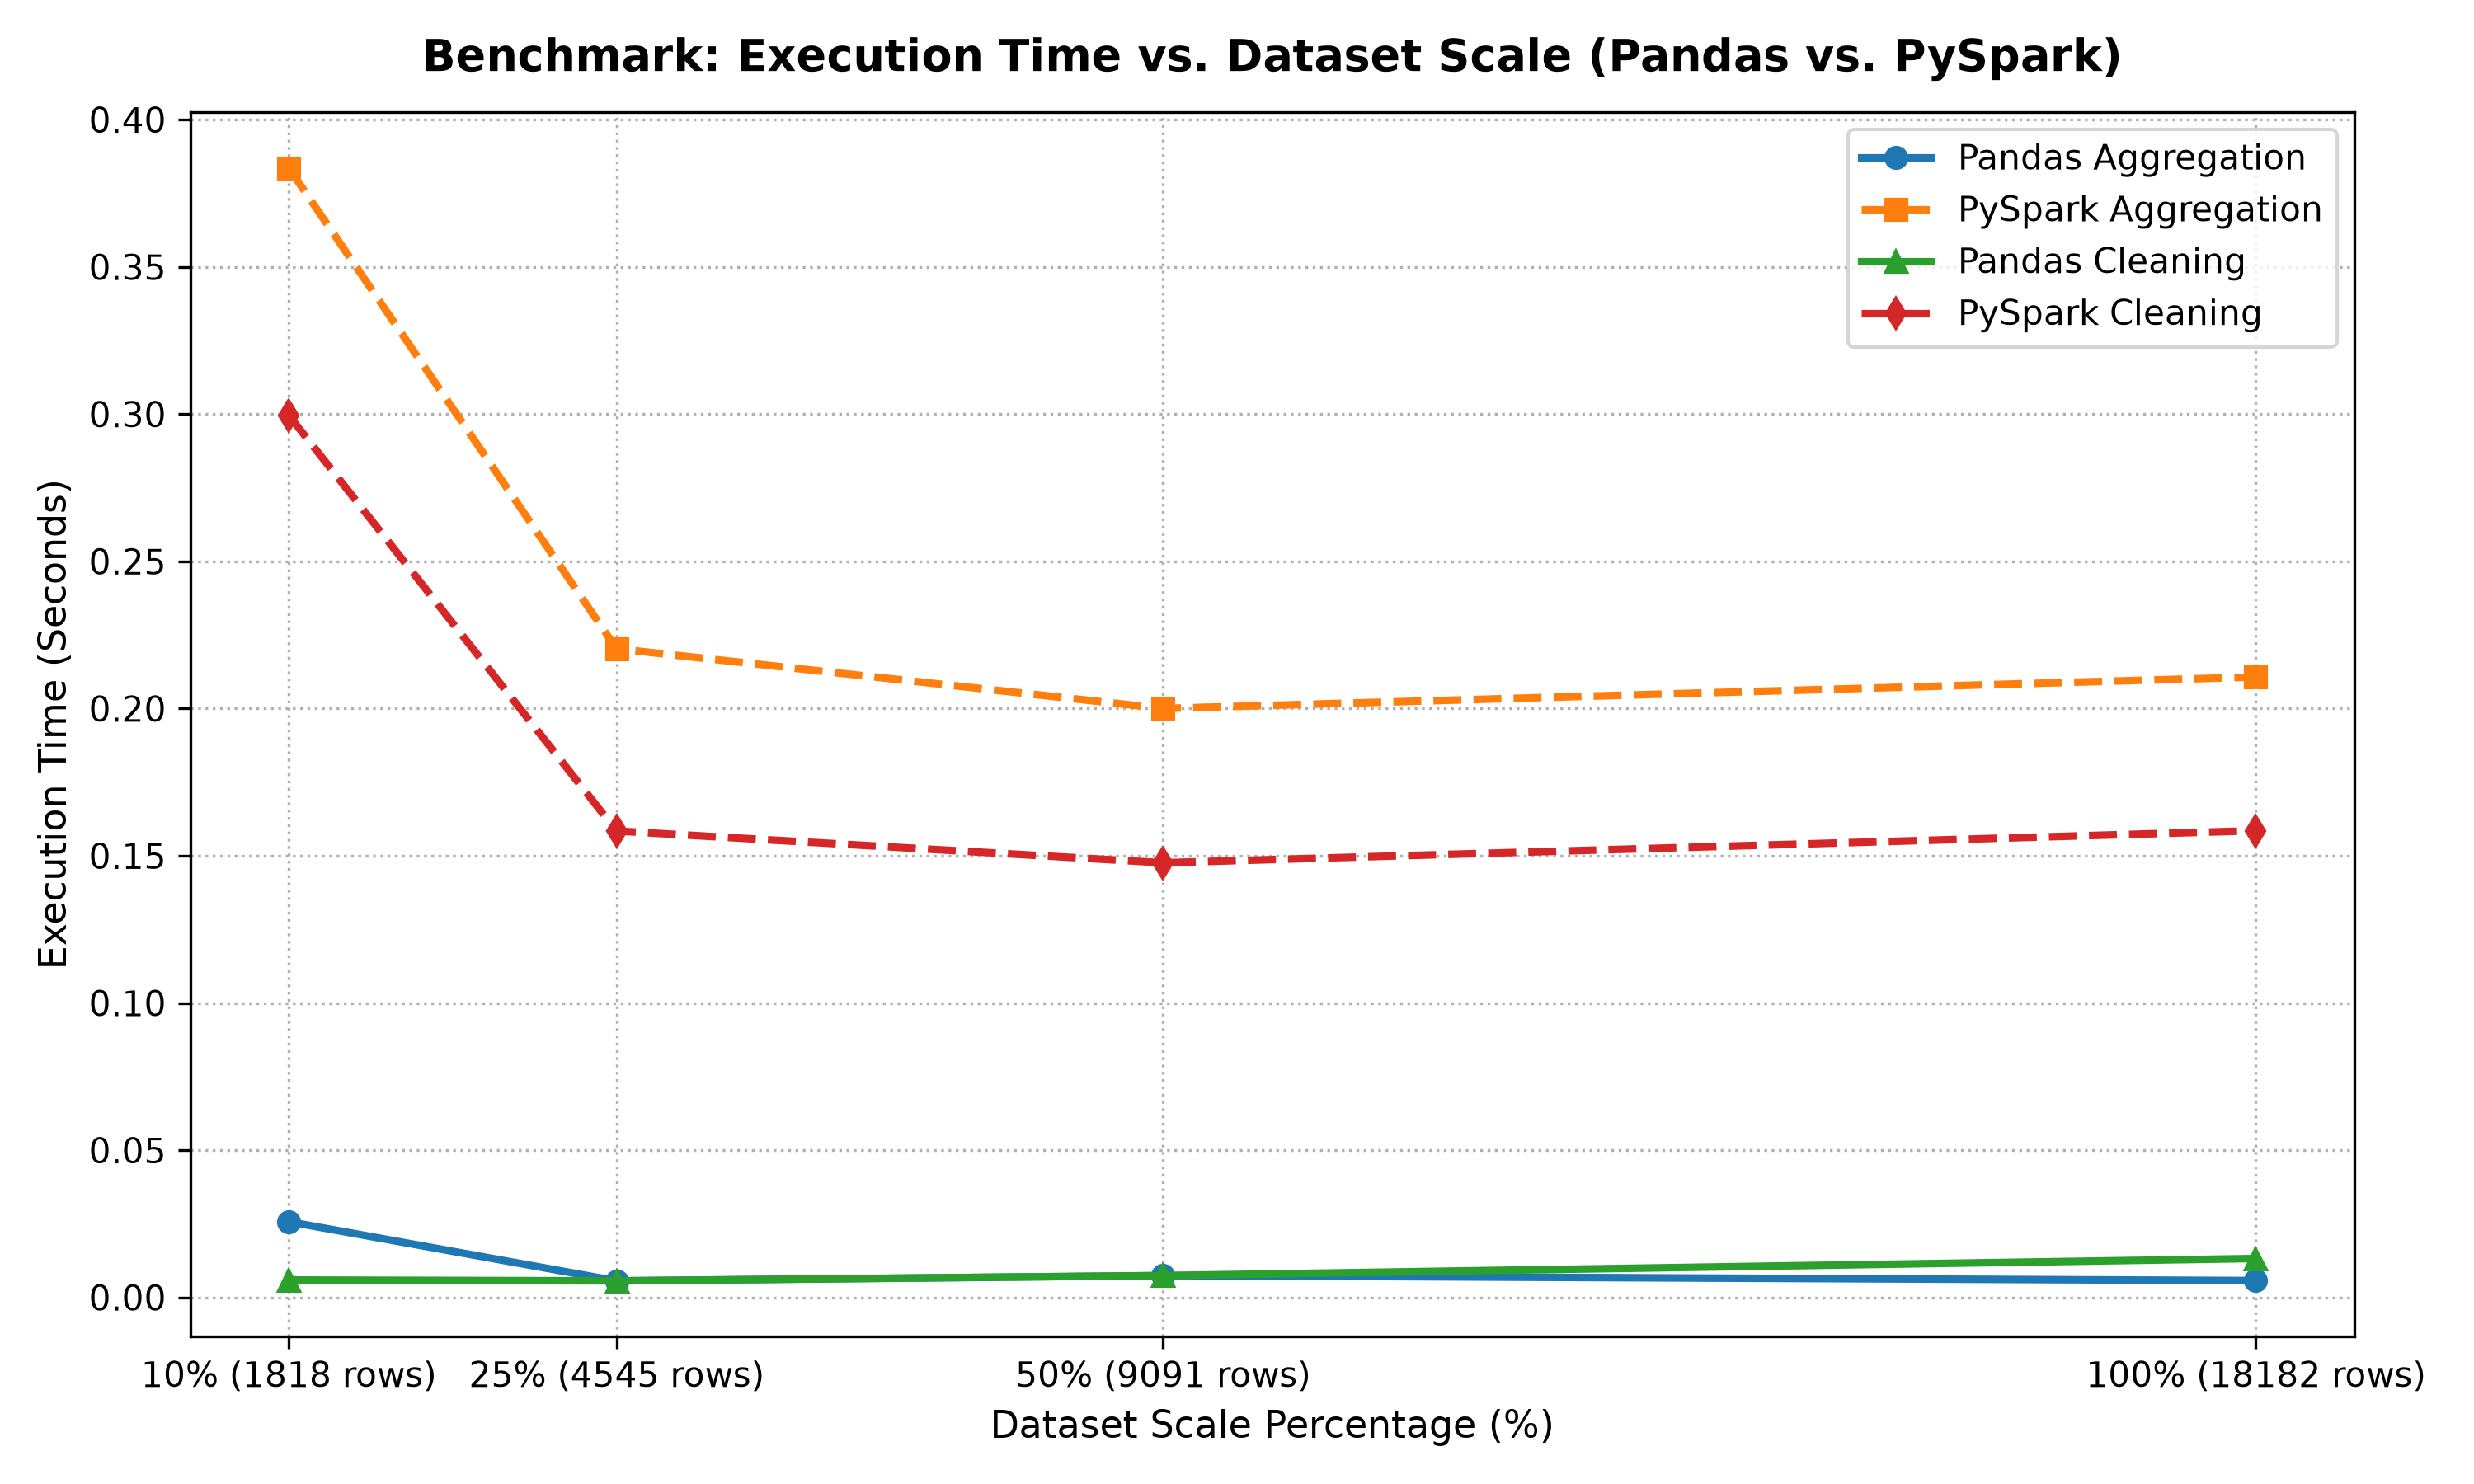 Benchmark: Execution Time vs. Dataset Scale (Pandas vs. PySpark)
0.40
0.35
0.30
0.25
0.20
0.15
0.10
0.05
0.00
Execution Time (Seconds)
Pandas Aggregation
PySpark Aggregation
Pandas Cleaning
PySpark Cleaning
10% (1818 rows)
25% (4545 rows)
50% (9091 rows)
100% (18182 rows)
Dataset Scale Percentage (%)